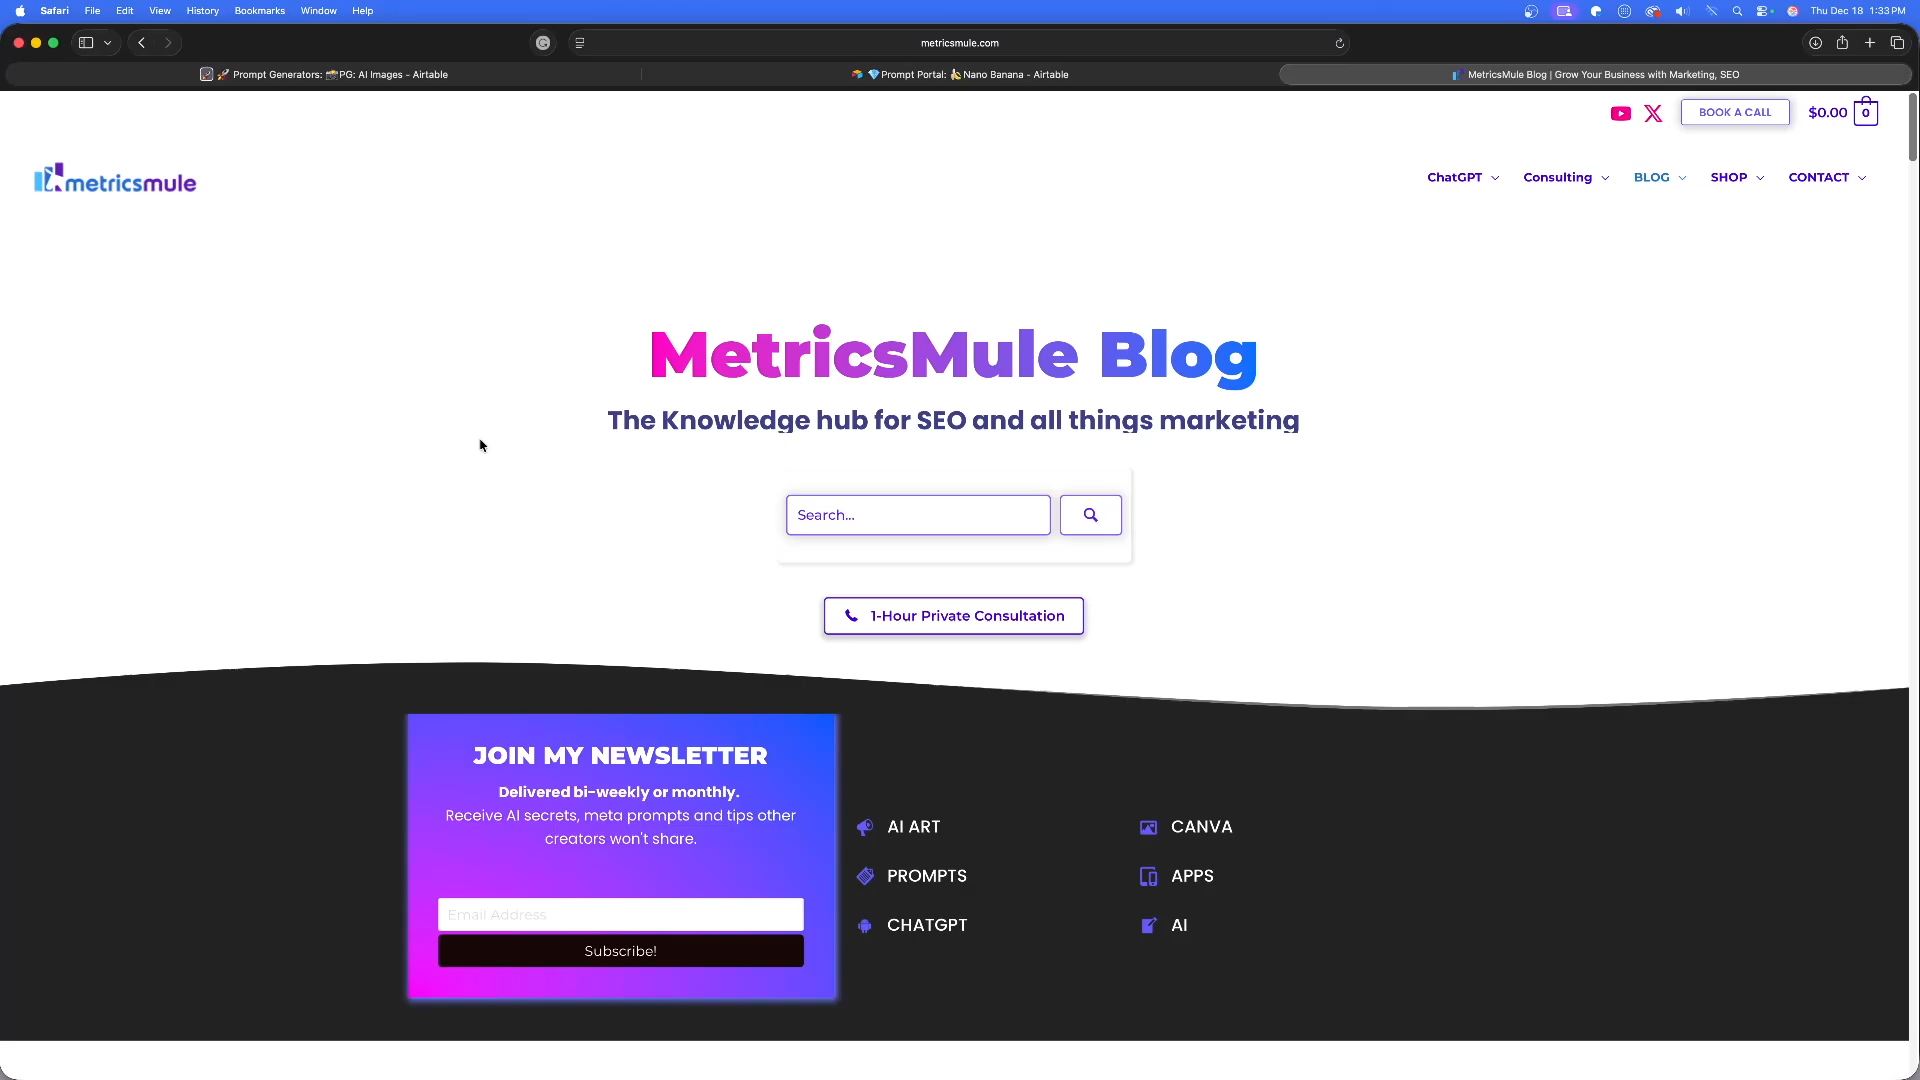 Safari File Edit View History Bookmarks Window Help Thu Dec 18 1:33 PM
metricsmule.com
🚀 Prompt Generators: 📸PG: AI Images - Airtable
💎Prompt Portal: 🍌Nano Banana - Airtable
MetricsMule Blog | Grow Your Business with Marketing, SEO
BOOK A CALL $0.00 0
metricsmule
ChatGPT Consulting BLOG SHOP CONTACT
MetricsMule Blog
The Knowledge hub for SEO and all things marketing
Search...
1-Hour Private Consultation
JOIN MY NEWSLETTER
Delivered bi-weekly or monthly.
Receive AI secrets, meta prompts and tips other
creators won't share.
Email Address
Subscribe!
AI ART
PROMPTS
CHATGPT
CANVA
APPS
AI